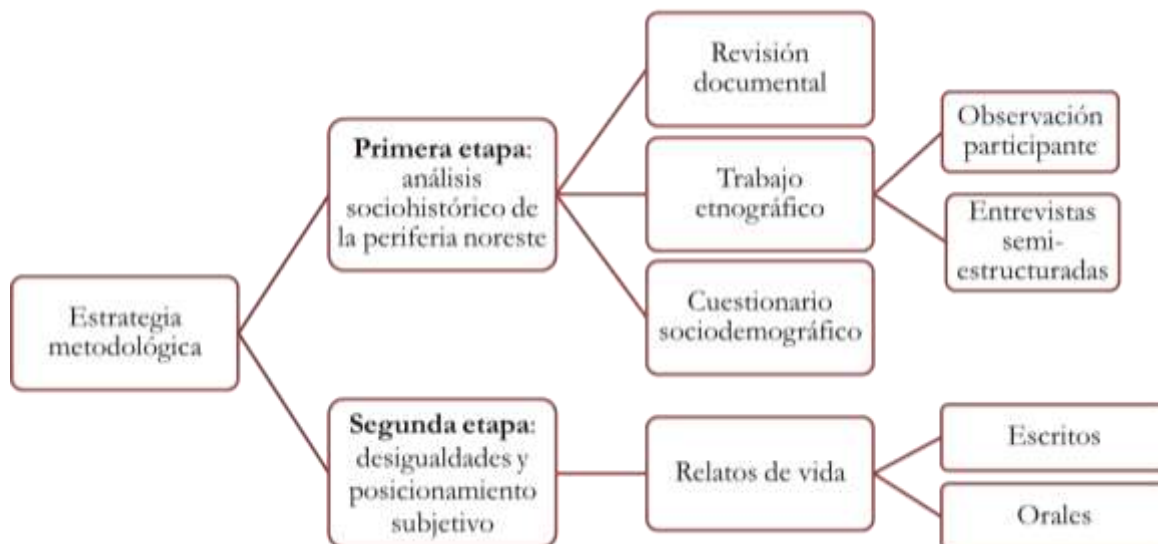 Estrategia
metodológica
Primera etapa:
análisis
sociohistórico de
la periferia noreste
Revisión
documental
Trabajo
etnográfico
Observación
participante
Entrevistas
semi-
estructuradas
Cuestionario
sociodemográfico
Segunda etapa:
desigualdades y
posicionamiento
subjetivo
Relatos de vida
Escritos
Orales